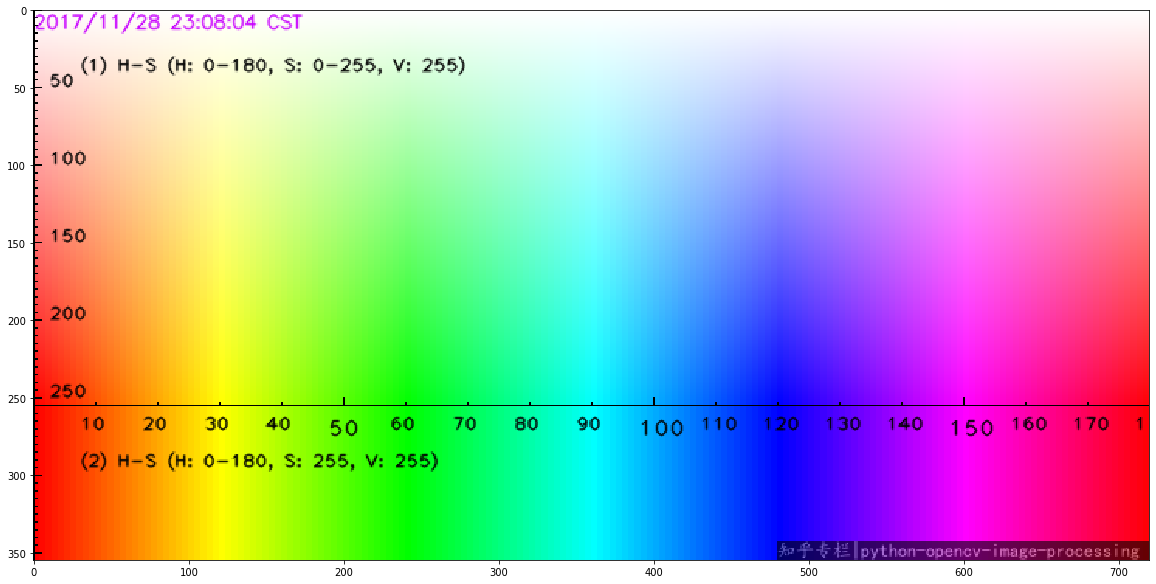 2017/11/28 23:08:04 CST
(1) H-S (H: 0-180, S: 0-255, V: 255)
0
50
50
100
100
150
150
200
200
250
250
10 20 30 40 50 60 70 80 90 100 110 120 130 140 150 160 170 1
(2) H-S (H: 0-180, S: 255, V: 255)
300
350
知乎专栏|python-opencv-image-processing
0 100 200 300 400 500 600 700